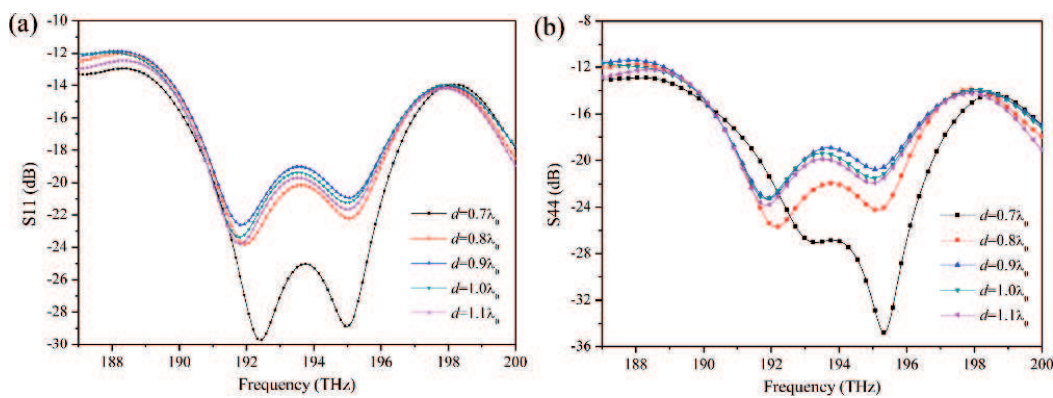 (a)
-10
-12
-14
-16
-18
-20
-22
-24
-26
-28
-30
S11 (dB)
d=0.7λ0
d=0.8λ0
d=0.9λ0
d=1.0λ0
d=1.1λ0
188 190 192 194 196 198 200
Frequency (THz)
(b)
-8
-12
-16
-20
-24
-28
-32
-36
S44 (dB)
d=0.7λ0
d=0.8λ0
d=0.9λ0
d=1.0λ0
d=1.1λ0
188 190 192 194 196 198 200
Frequency (THz)